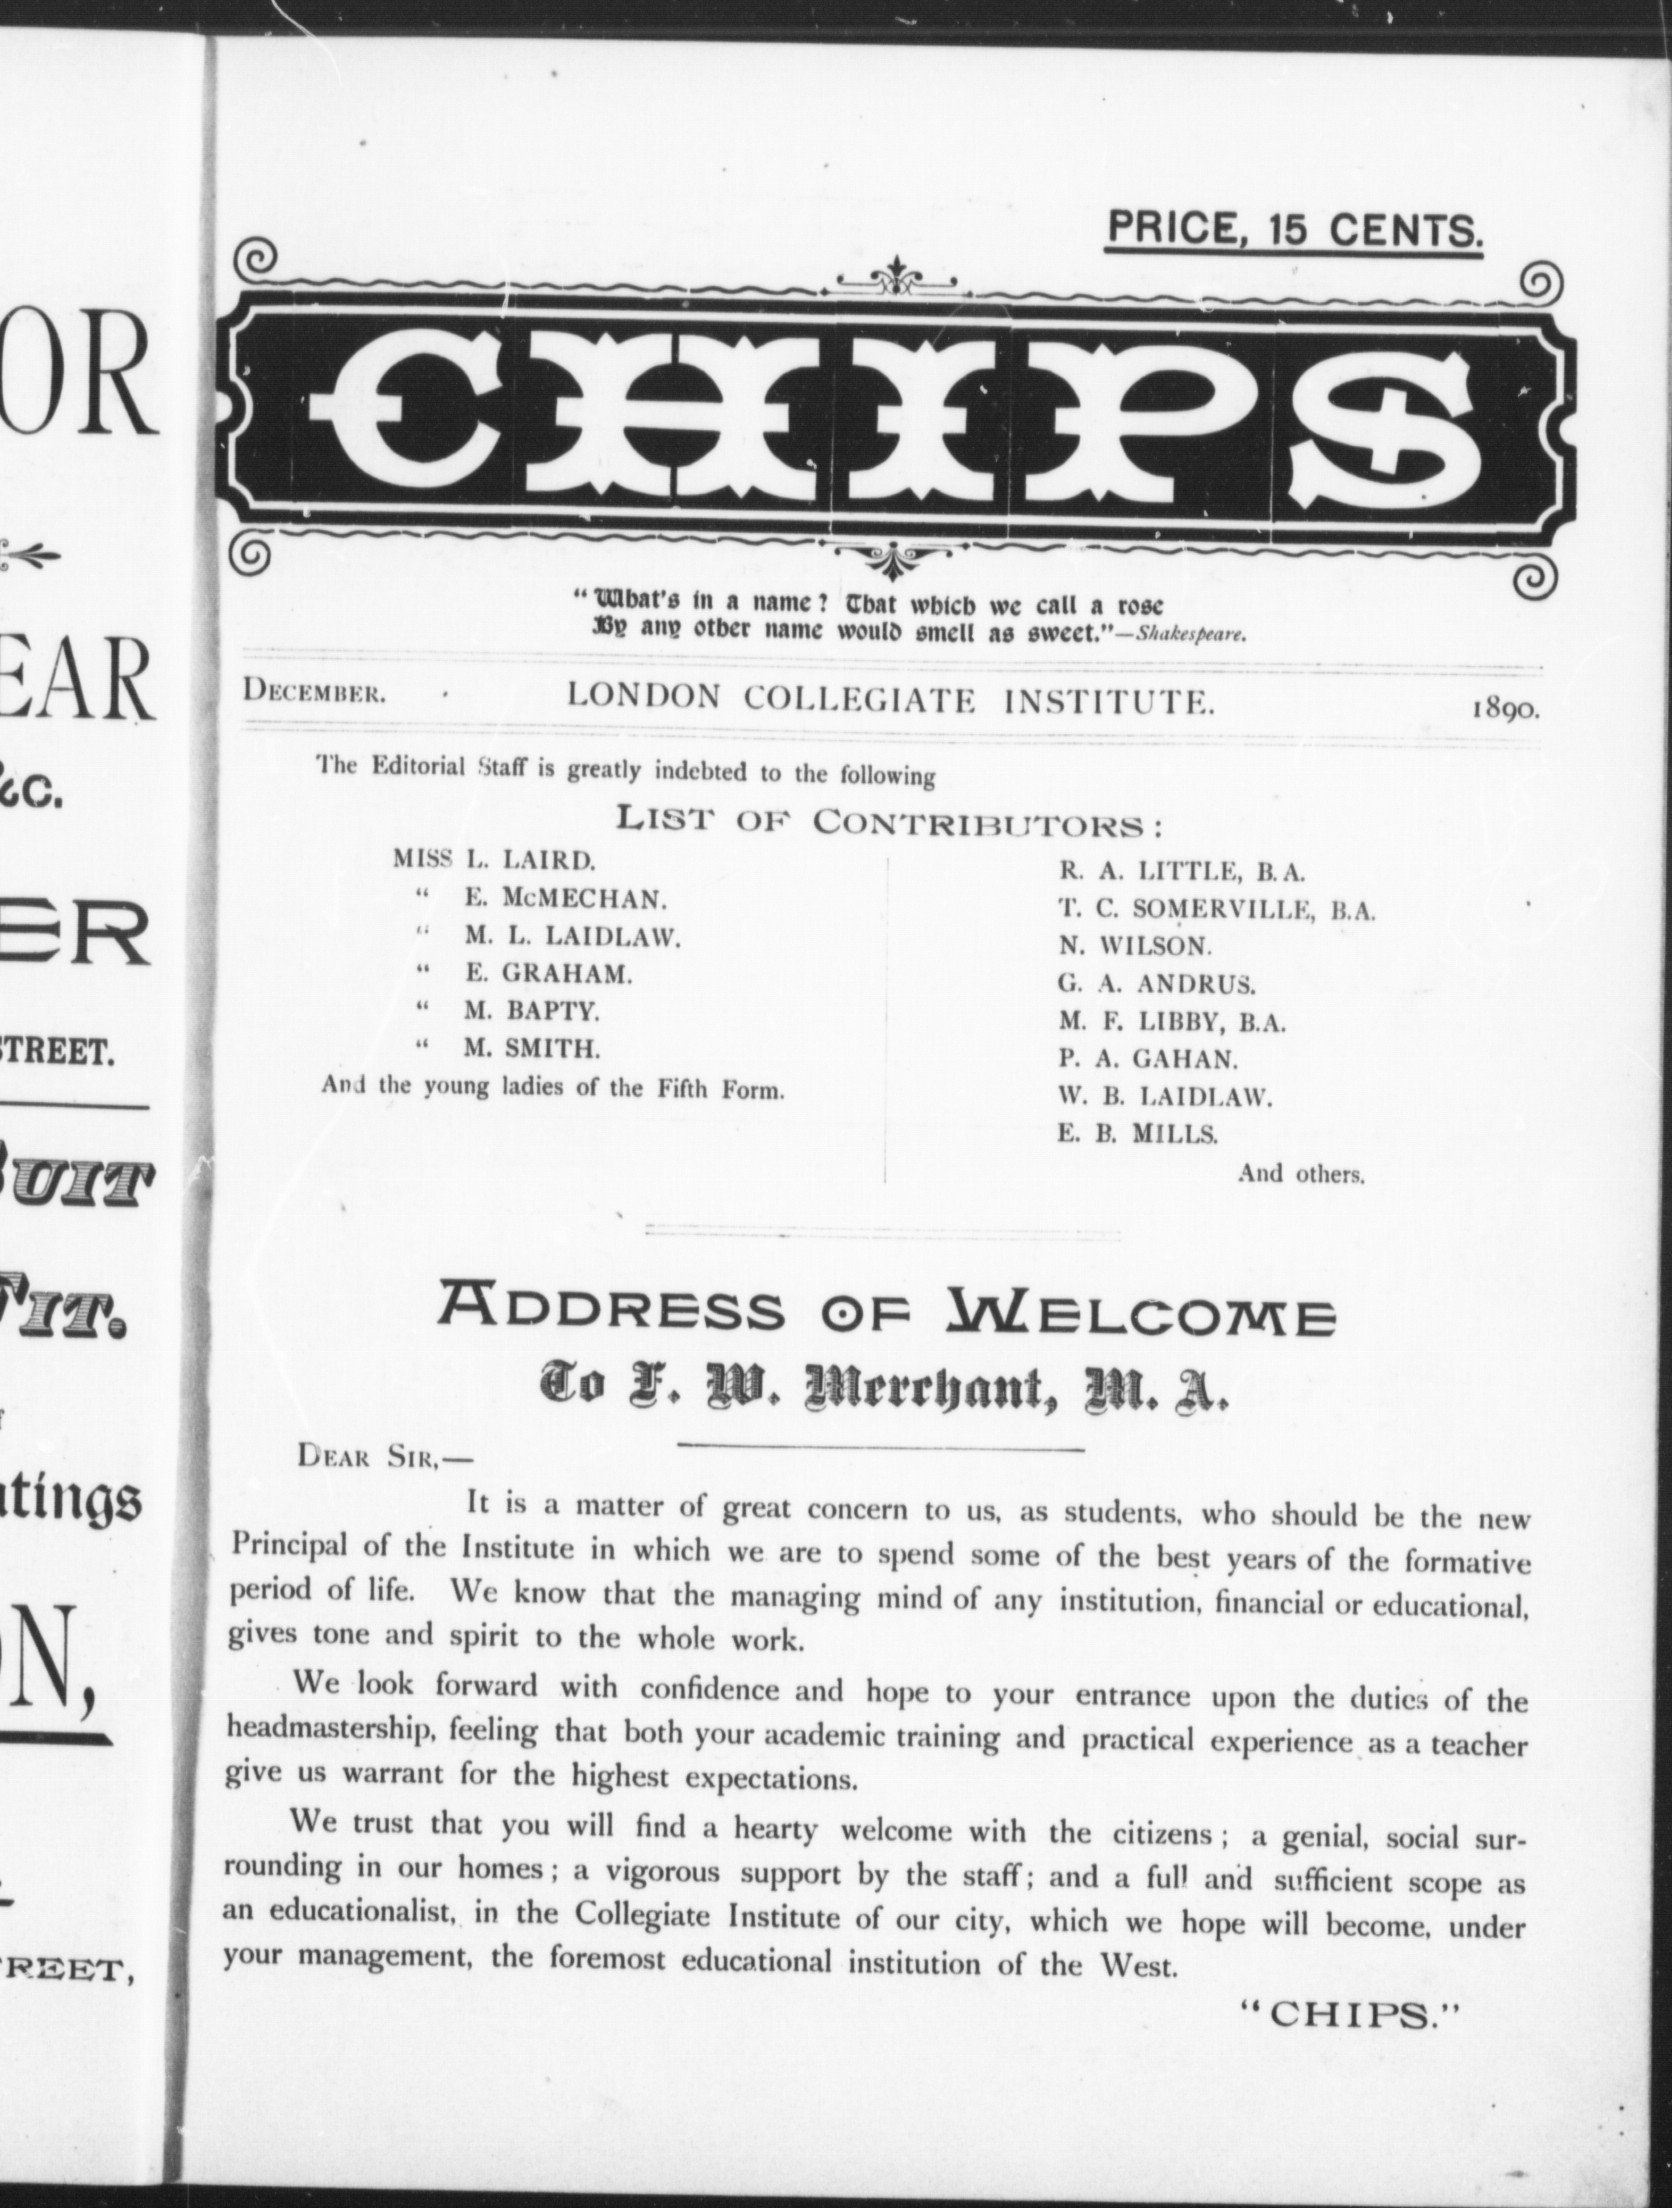 OR
EAR
&C.
ER
STREET.
SUIT
FIT.
tings
ON,
REET,
PRICE, 15 CENTS.
CHIPS
"What's in a name? That which we call a rose
By any other name would smell as sweet."—Shakespeare.
DECEMBER. LONDON COLLEGIATE INSTITUTE. 1890.
The Editorial Staff is greatly indebted to the following
LIST OF CONTRIBUTORS:
MISS L. LAIRD.
" E. McMECHAN.
" M. L. LAIDLAW.
" E. GRAHAM.
" M. BAPTY.
" M. SMITH.
And the young ladies of the Fifth Form.
R. A. LITTLE, B.A.
T. C. SOMERVILLE, B.A.
N. WILSON.
G. A. ANDRUS.
M. F. LIBBY, B.A.
P. A. GAHAN.
W. B. LAIDLAW.
E. B. MILLS.
And others.
ADDRESS OF WELCOME
To F. W. Merchant, M. A.
DEAR SIR,—
It is a matter of great concern to us, as students, who should be the new
Principal of the Institute in which we are to spend some of the best years of the formative
period of life. We know that the managing mind of any institution, financial or educational,
gives tone and spirit to the whole work.
We look forward with confidence and hope to your entrance upon the duties of the
headmastership, feeling that both your academic training and practical experience as a teacher
give us warrant for the highest expectations.
We trust that you will find a hearty welcome with the citizens; a genial, social sur-
rounding in our homes; a vigorous support by the staff; and a full and sufficient scope as
an educationalist, in the Collegiate Institute of our city, which we hope will become, under
your management, the foremost educational institution of the West.
"CHIPS."